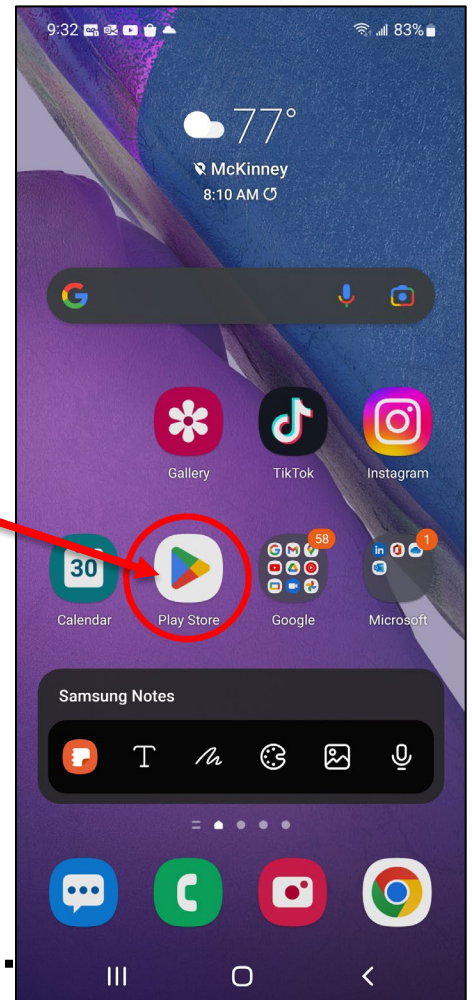 9:32 83%
77°
McKinney
8:10 AM
Gallery TikTok Instagram
58 1
30 in
Calendar Play Store Google Microsoft
Samsung Notes
T